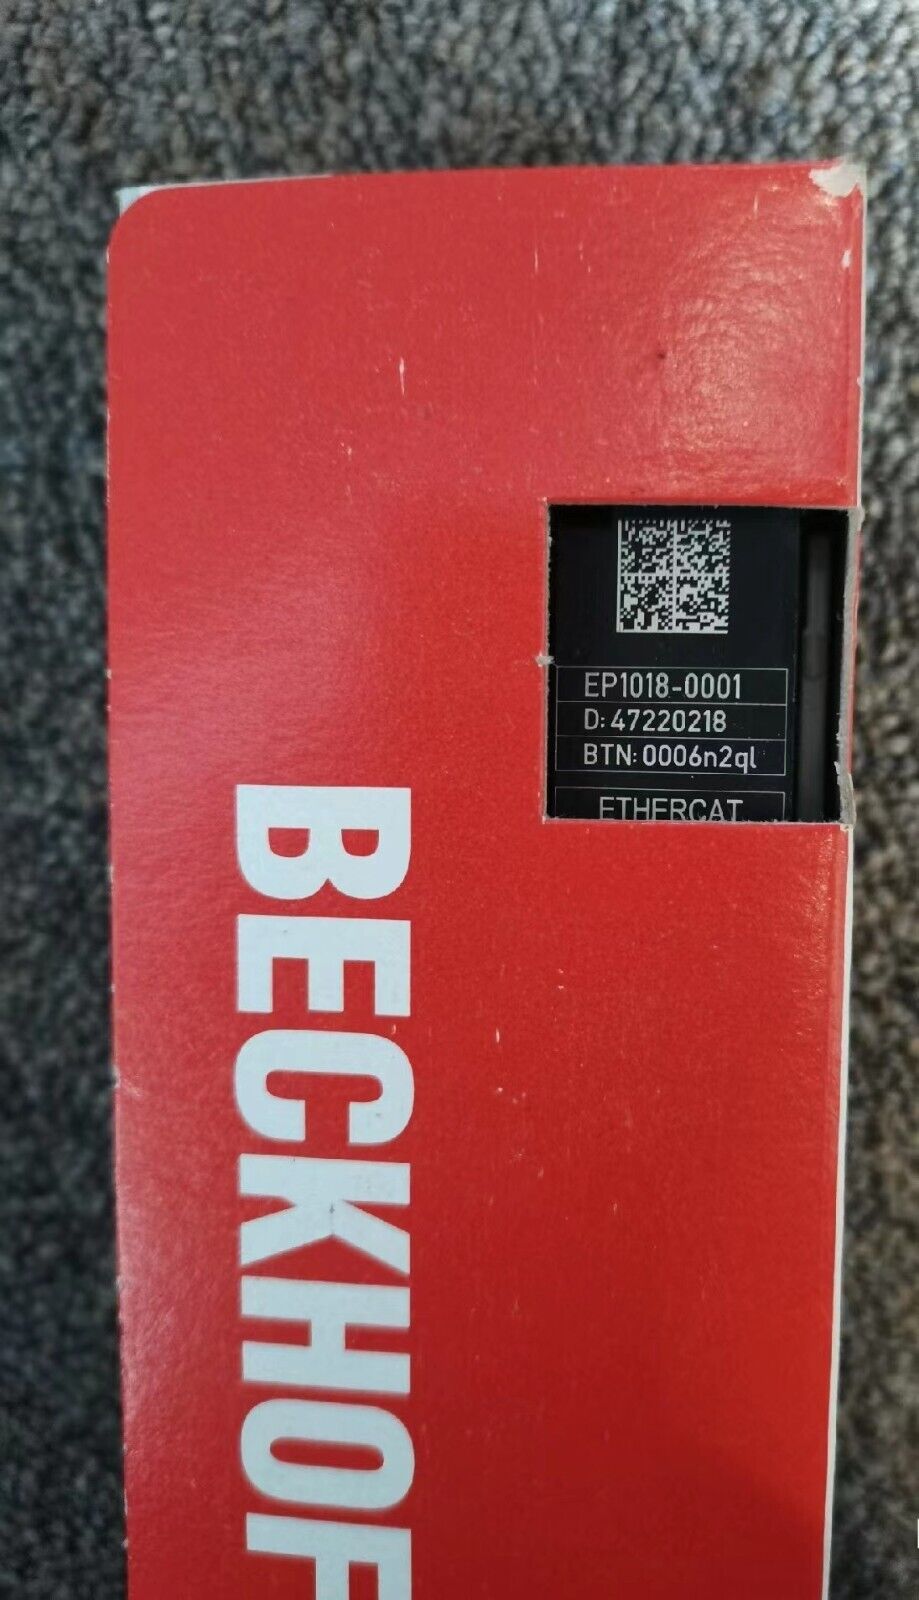 EP1018-0001
D: 47220218
BTN: 0006n2ql
ETHERCAT
BECKHOF